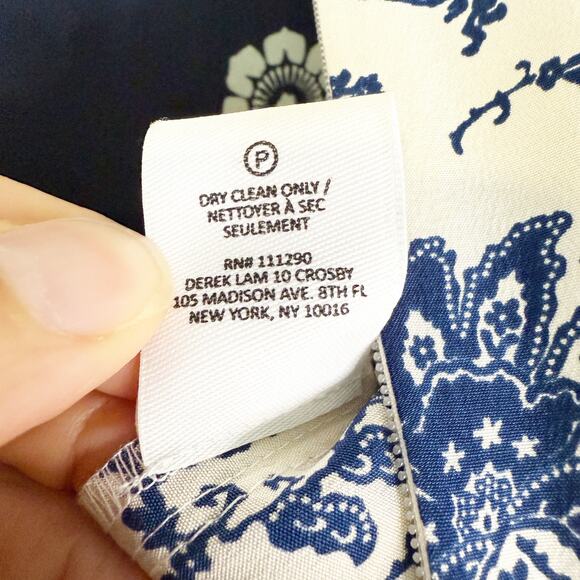 P
DRY CLEAN ONLY /
NETTOYER À SEC
SEULEMENT
RN# 111290
DEREK LAM 10 CROSBY
105 MADISON AVE. 8TH FL
NEW YORK, NY 10016